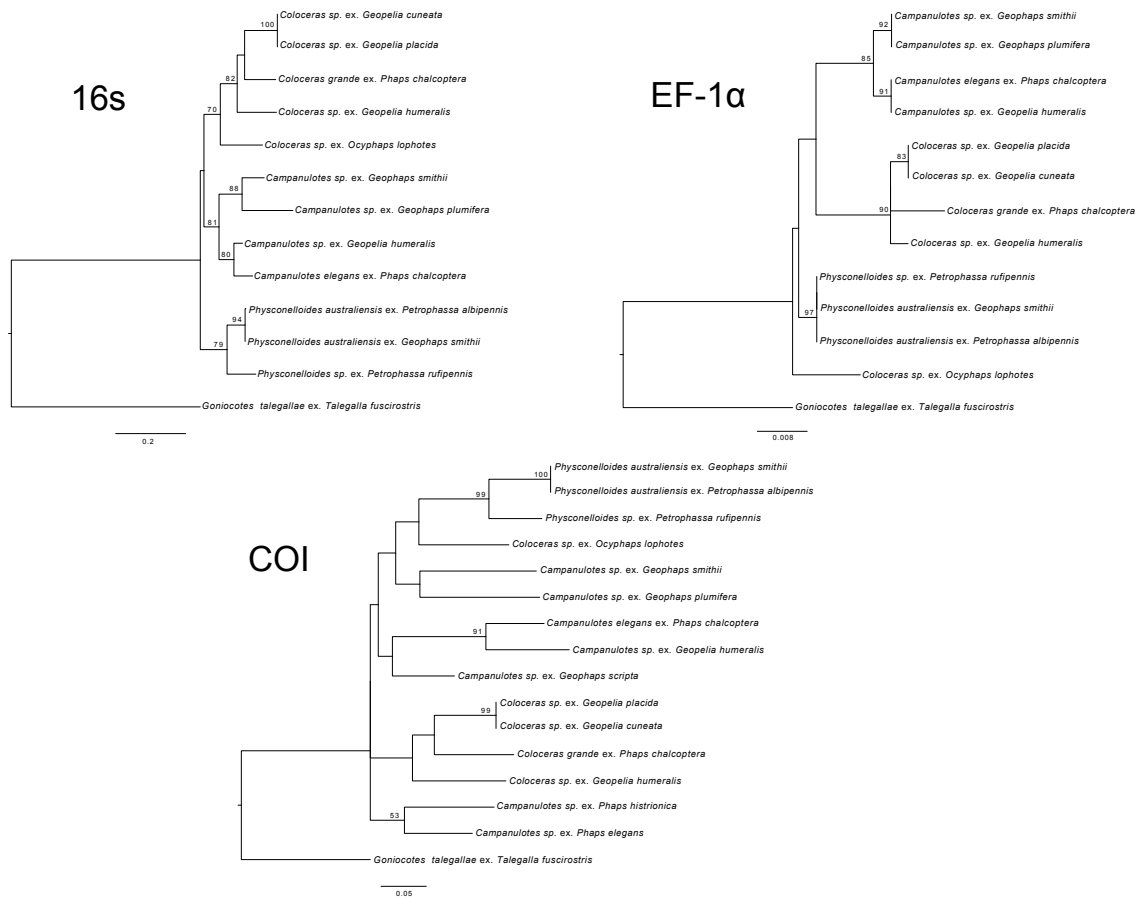 16s
100
Coloceras sp. ex. Geopelia cuneata
Coloceras sp. ex. Geopelia placida
82
Coloceras grande ex. Phaps chalcoptera
70
Coloceras sp. ex. Geopelia humeralis
Coloceras sp. ex. Ocyphaps lophotes
88
Campanulotes sp. ex. Geophaps smithii
Campanulotes sp. ex. Geophaps plumifera
81
80
Campanulotes sp. ex. Geopelia humeralis
Campanulotes elegans ex. Phaps chalcoptera
94
Physconelloides australiensis ex. Petrophassa albipennis
79
Physconelloides australiensis ex. Geophaps smithii
Physconelloides sp. ex. Petrophassa rufipennis
Goniocotes talegallae ex. Talegalla fuscirostris
0.2
EF-1α
92
Campanulotes sp. ex. Geophaps smithii
Campanulotes sp. ex. Geophaps plumifera
85
91
Campanulotes elegans ex. Phaps chalcoptera
Campanulotes sp. ex. Geopelia humeralis
83
Coloceras sp. ex. Geopelia placida
Coloceras sp. ex. Geopelia cuneata
90
Coloceras grande ex. Phaps chalcoptera
Coloceras sp. ex. Geopelia humeralis
Physconelloides sp. ex. Petrophassa rufipennis
97
Physconelloides australiensis ex. Geophaps smithii
Physconelloides australiensis ex. Petrophassa albipennis
Coloceras sp. ex. Ocyphaps lophotes
Goniocotes talegallae ex. Talegalla fuscirostris
0.008
COI
100
Physconelloides australiensis ex. Geophaps smithii
99
Physconelloides australiensis ex. Petrophassa albipennis
Physconelloides sp. ex. Petrophassa rufipennis
Coloceras sp. ex. Ocyphaps lophotes
Campanulotes sp. ex. Geophaps smithii
Campanulotes sp. ex. Geophaps plumifera
91
Campanulotes elegans ex. Phaps chalcoptera
Campanulotes sp. ex. Geopelia humeralis
Campanulotes sp. ex. Geophaps scripta
99
Coloceras sp. ex. Geopelia placida
Coloceras sp. ex. Geopelia cuneata
Coloceras grande ex. Phaps chalcoptera
Coloceras sp. ex. Geopelia humeralis
53
Campanulotes sp. ex. Phaps histrionica
Campanulotes sp. ex. Phaps elegans
Goniocotes talegallae ex. Talegalla fuscirostris
0.05